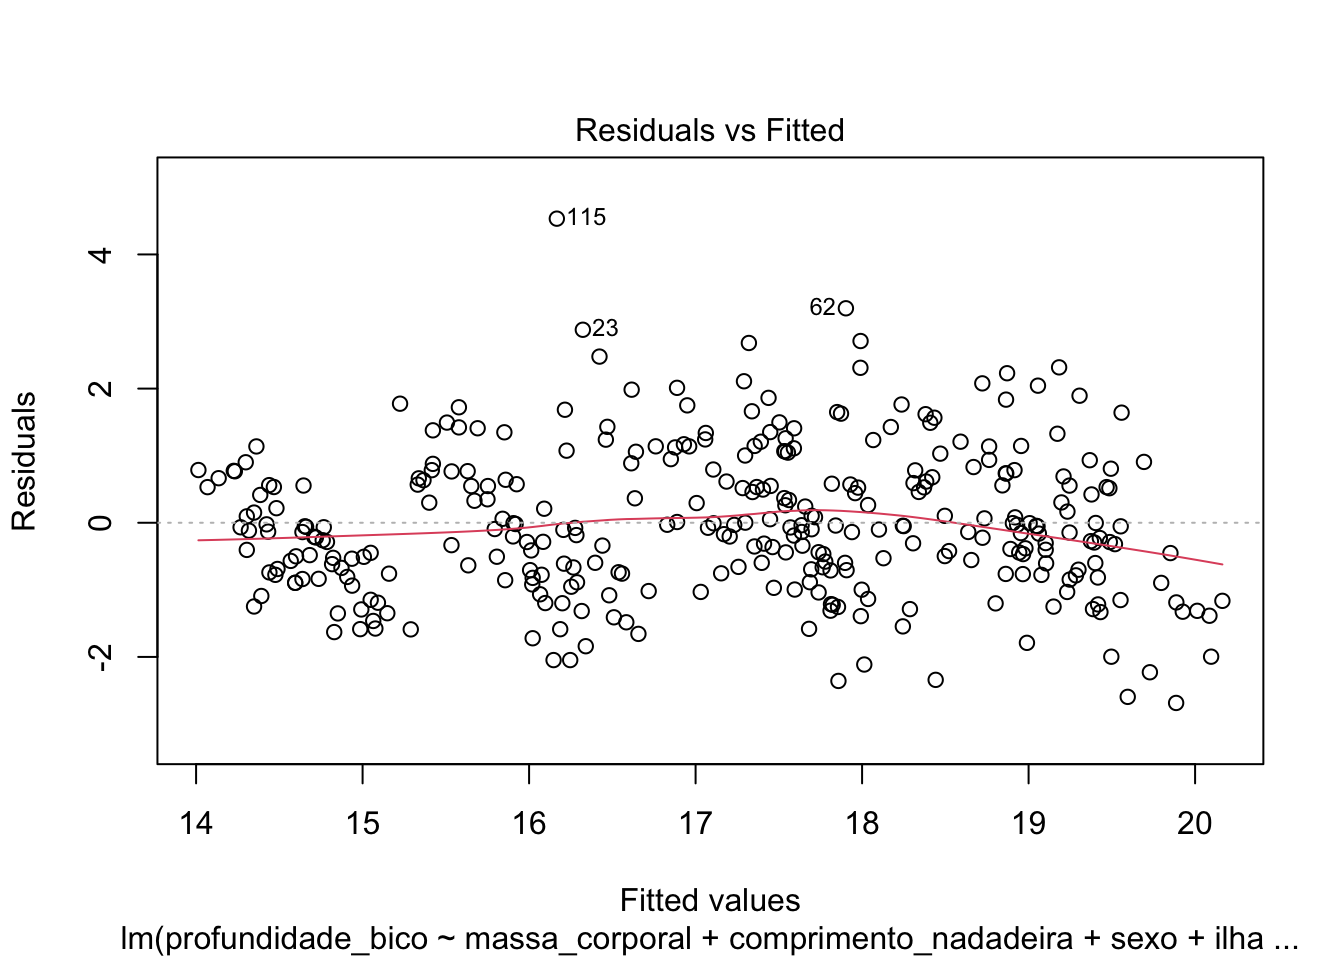 Residuals vs Fitted
115
62
23
4
2
0
-2
Residuals
14 15 16 17 18 19 20
Fitted values
lm(profundidade_bico ~ massa_corporal + comprimento_nadadeira + sexo + ilha ...